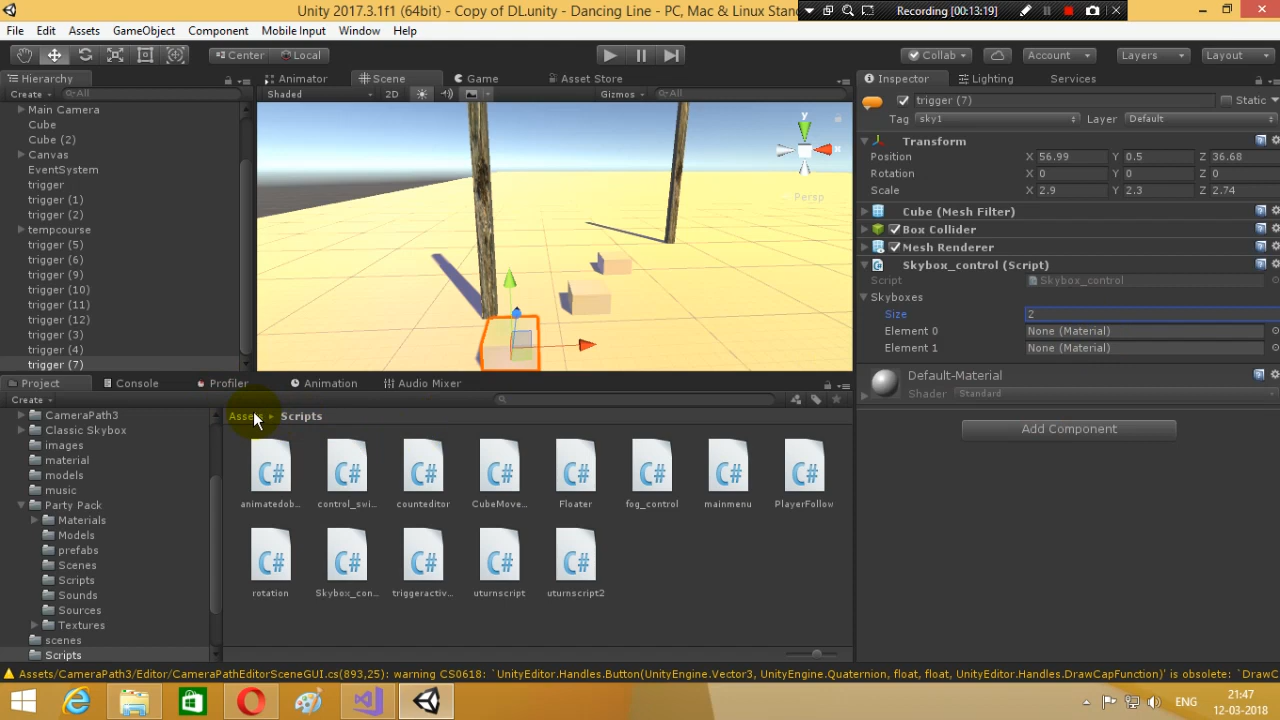 Unity 2017.3.1f1 (64bit) - Copy of DL.unity - Dancing Line - PC, Mac & Linux Stand
Recording [00:13:19]
File Edit Assets GameObject Component Mobile Input Window Help
Center Local
Collab Account Layers Layout
Hierarchy
Create All
Main Camera
Cube
Cube (2)
Canvas
EventSystem
trigger
trigger (1)
trigger (2)
tempcourse
trigger (5)
trigger (6)
trigger (9)
trigger (10)
trigger (11)
trigger (12)
trigger (3)
trigger (4)
trigger (7)
Animator Scene Game Asset Store
Shaded 2D Gizmos All
y
x
Persp
Inspector Lighting Services
trigger (7) Static
Tag sky1 Layer Default
Transform
Position X 56.99 Y 0.5 Z 36.68
Rotation X 0 Y 0 Z 0
Scale X 2.9 Y 2.3 Z 2.74
Cube (Mesh Filter)
Box Collider
Mesh Renderer
Skybox_control (Script)
Script Skybox_control
Skyboxes
Size 2
Element 0 None (Material)
Element 1 None (Material)
Default-Material
Shader Standard
Add Component
Project Console Profiler Animation Audio Mixer
Create
CameraPath3
Classic Skybox
images
material
models
music
Party Pack
Materials
Models
prefabs
Scenes
Scripts
Sounds
Sources
Textures
scenes
Scripts
Assets Scripts
C# C# C# C# C# C# C# C#
animatedob... control_swi... counteditor CubeMove... Floater fog_control mainmenu PlayerFollow
C# C# C# C# C#
rotation Skybox_con... triggeractiv... uturnscript uturnscript2
Assets/CameraPath3/Editor/CameraPathEditorSceneGUI.cs(893,25): warning CS0618: `UnityEditor.Handles.Button(UnityEngine.Vector3, UnityEngine.Quaternion, float, float, UnityEditor.Handles.DrawCapFunction)' is obsolete: `DrawC
ENG
21:47
12-03-2018